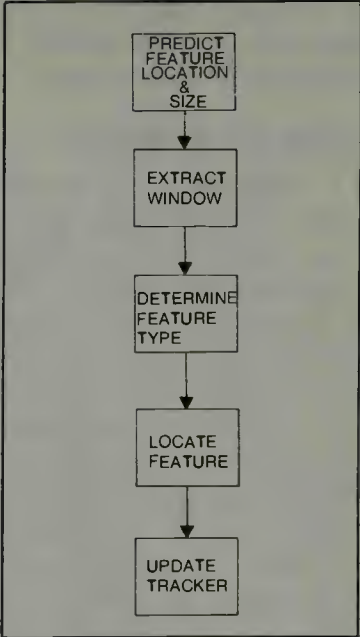 PREDICT
FEATURE
LOCATION
&
SIZE
EXTRACT
WINDOW
DETERMINE
FEATURE
TYPE
LOCATE
FEATURE
UPDATE
TRACKER